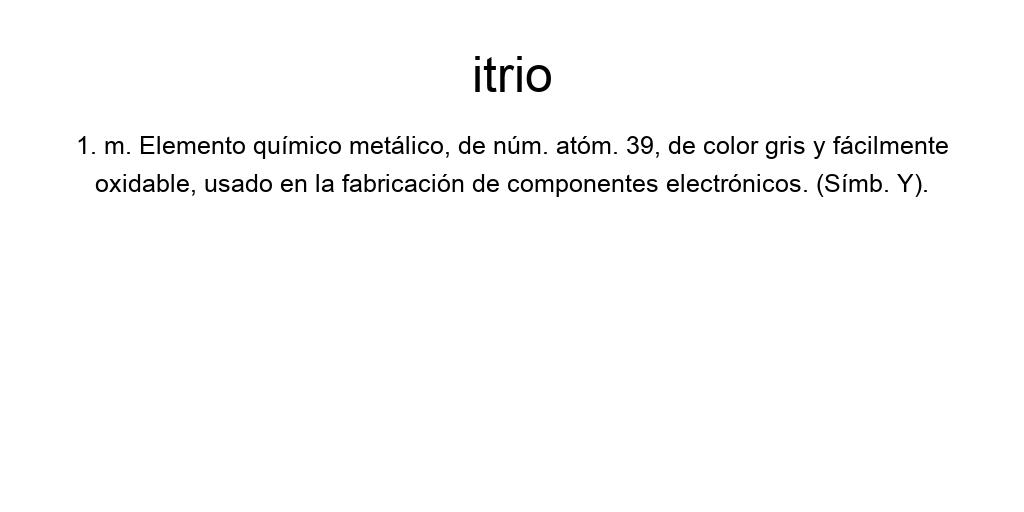 itrio
1. m. Elemento químico metálico, de núm. atóm. 39, de color gris y fácilmente
oxidable, usado en la fabricación de componentes electrónicos. (Símb. Y).